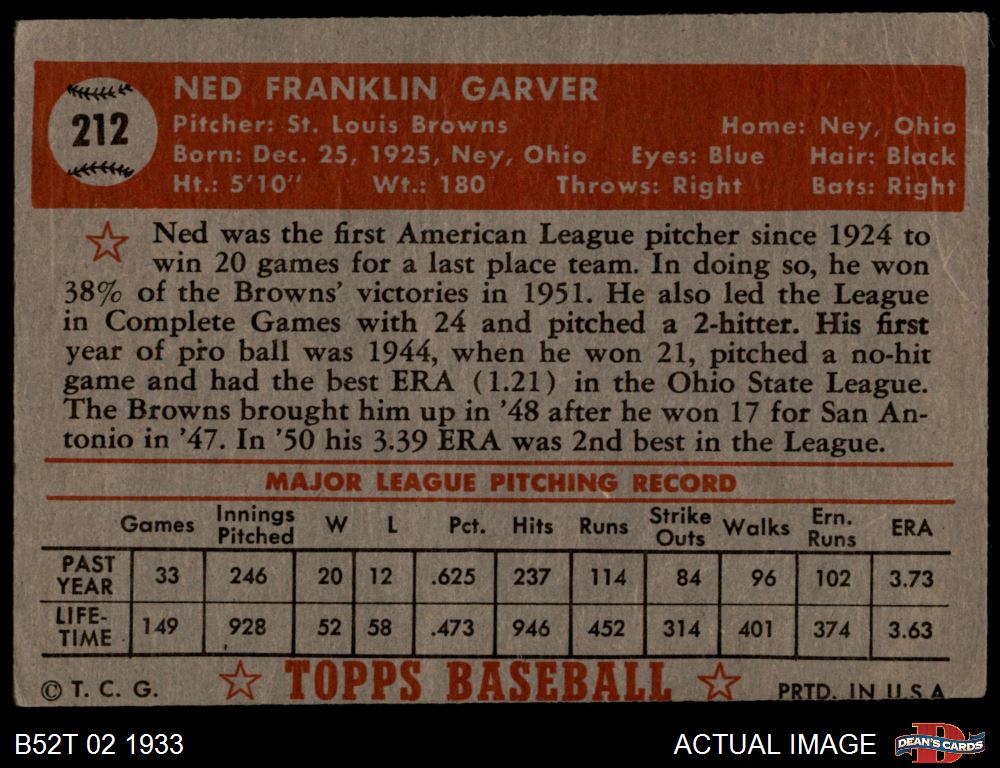 212
NED FRANKLIN GARVER
Pitcher: St. Louis Browns Home: Ney, Ohio
Born: Dec. 25, 1925, Ney, Ohio Eyes: Blue Hair: Black
Ht.: 5'10" Wt.: 180 Throws: Right Bats: Right
Ned was the first American League pitcher since 1924 to
win 20 games for a last place team. In doing so, he won
38% of the Browns' victories in 1951. He also led the League
in Complete Games with 24 and pitched a 2-hitter. His first
year of pro ball was 1944, when he won 21, pitched a no-hit
game and had the best ERA (1.21) in the Ohio State League.
The Browns brought him up in '48 after he won 17 for San An-
tonio in '47. In '50 his 3.39 ERA was 2nd best in the League.
MAJOR LEAGUE PITCHING RECORD
Games Innings Pitched W L Pct. Hits Runs Strike Outs Walks Ern. Runs ERA
PAST YEAR 33 246 20 12 .625 237 114 84 96 102 3.73
LIFE-TIME 149 928 52 58 .473 946 452 314 401 374 3.63
© T. C. G. TOPPS BASEBALL PRTD. IN U.S.A
B52T 02 1933 ACTUAL IMAGE DEAN'S CARDS